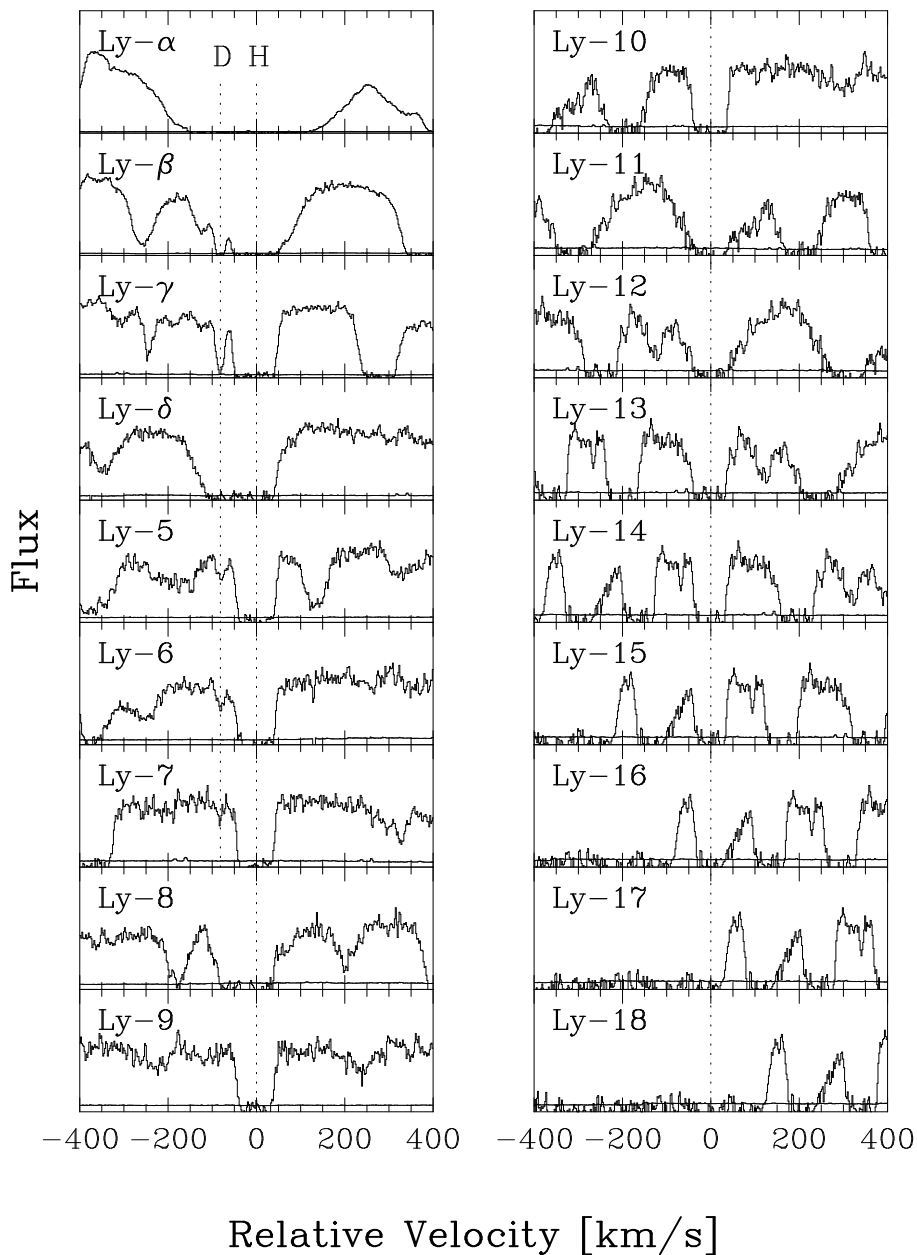 Ly-α
D H
Ly-β
Ly-γ
Ly-δ
Ly-5
Ly-6
Ly-7
Ly-8
Ly-9
Ly-10
Ly-11
Ly-12
Ly-13
Ly-14
Ly-15
Ly-16
Ly-17
Ly-18
Flux
-400 -200 0 200 400
-400 -200 0 200 400
Relative Velocity [km/s]